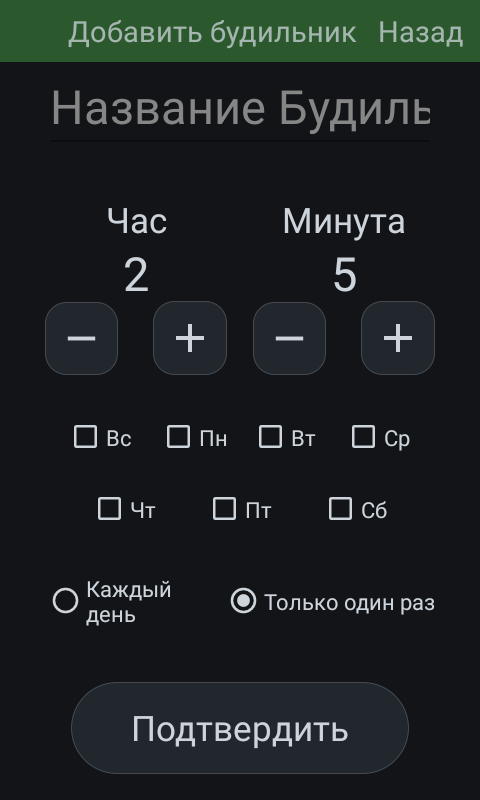 Добавить будильник Назад
Название Будиль
Час Минута
2 5
− + − +
Вс Пн Вт Ср
Чт Пт Сб
Каждый
день
Только один раз
Подтвердить